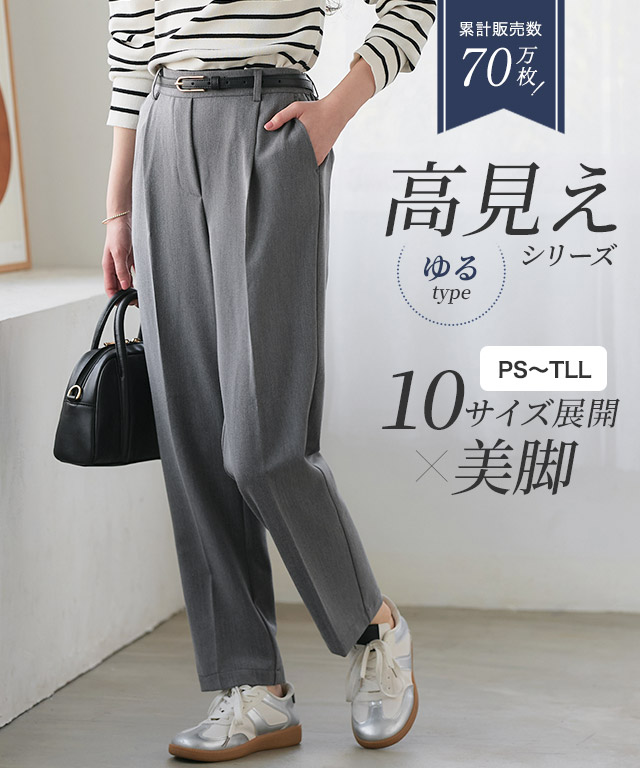 累計販売数
70万枚!
高見え
シリーズ
ゆる
type
PS～TLL
10サイズ展開
×美脚